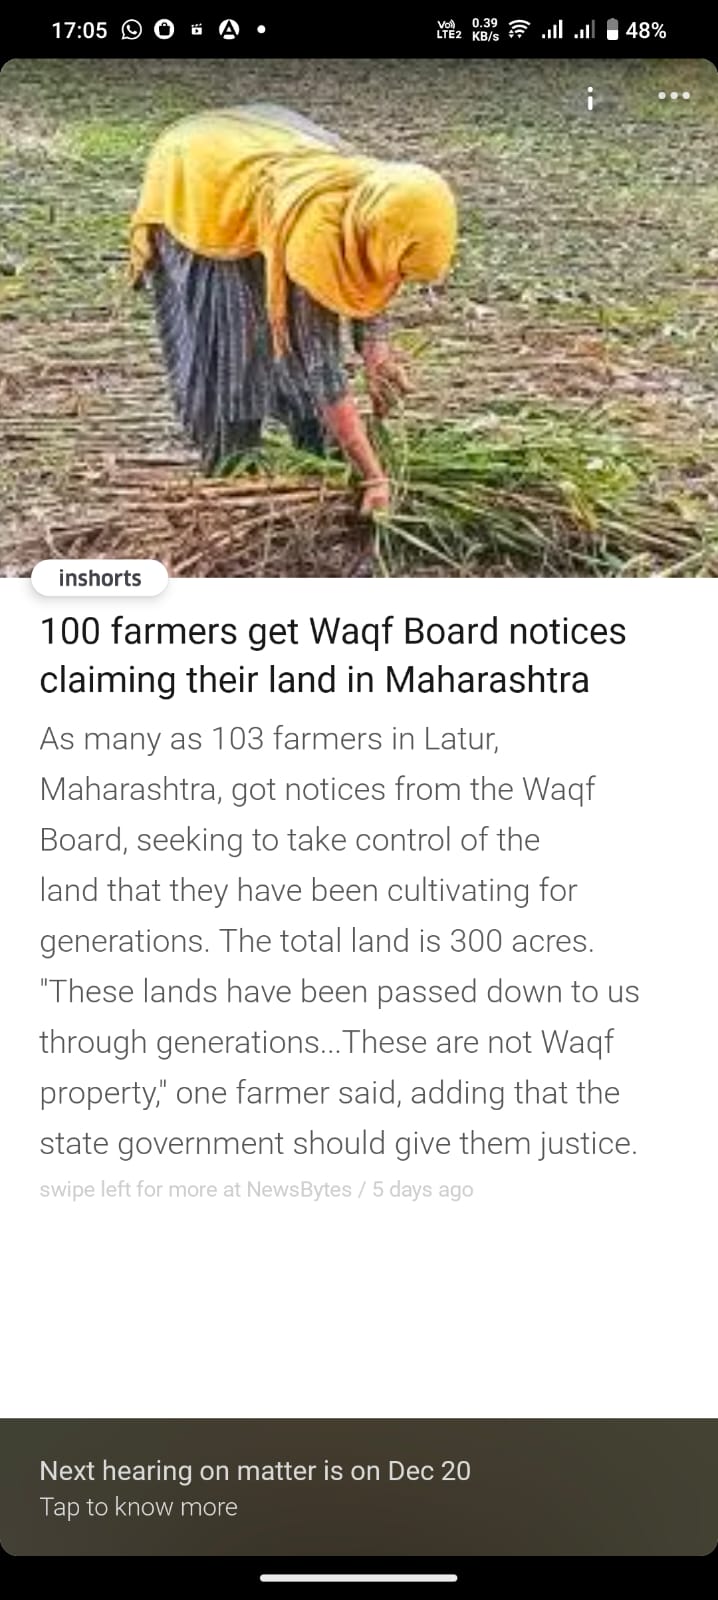 17:05
Vo)) 0.39
LTE2 KB/s
48%
inshorts
100 farmers get Waqf Board notices
claiming their land in Maharashtra
As many as 103 farmers in Latur,
Maharashtra, got notices from the Waqf
Board, seeking to take control of the
land that they have been cultivating for
generations. The total land is 300 acres.
"These lands have been passed down to us
through generations...These are not Waqf
property," one farmer said, adding that the
state government should give them justice.
swipe left for more at NewsBytes / 5 days ago
Next hearing on matter is on Dec 20
Tap to know more